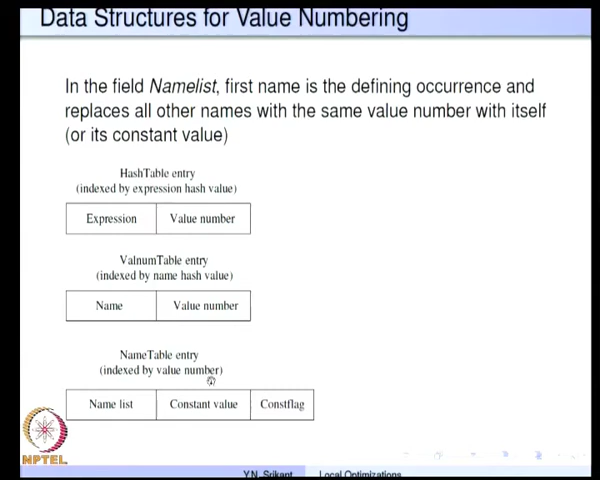 Data Structures for Value Numbering
In the field Namelist, first name is the defining occurrence and
replaces all other names with the same value number with itself
(or its constant value)
HashTable entry
(indexed by expression hash value)
Expression Value number
ValnumTable entry
(indexed by name hash value)
Name Value number
NameTable entry
(indexed by value number)
Name list Constant value Constflag
NPTEL
Y.N. Srikant Local Optimizations